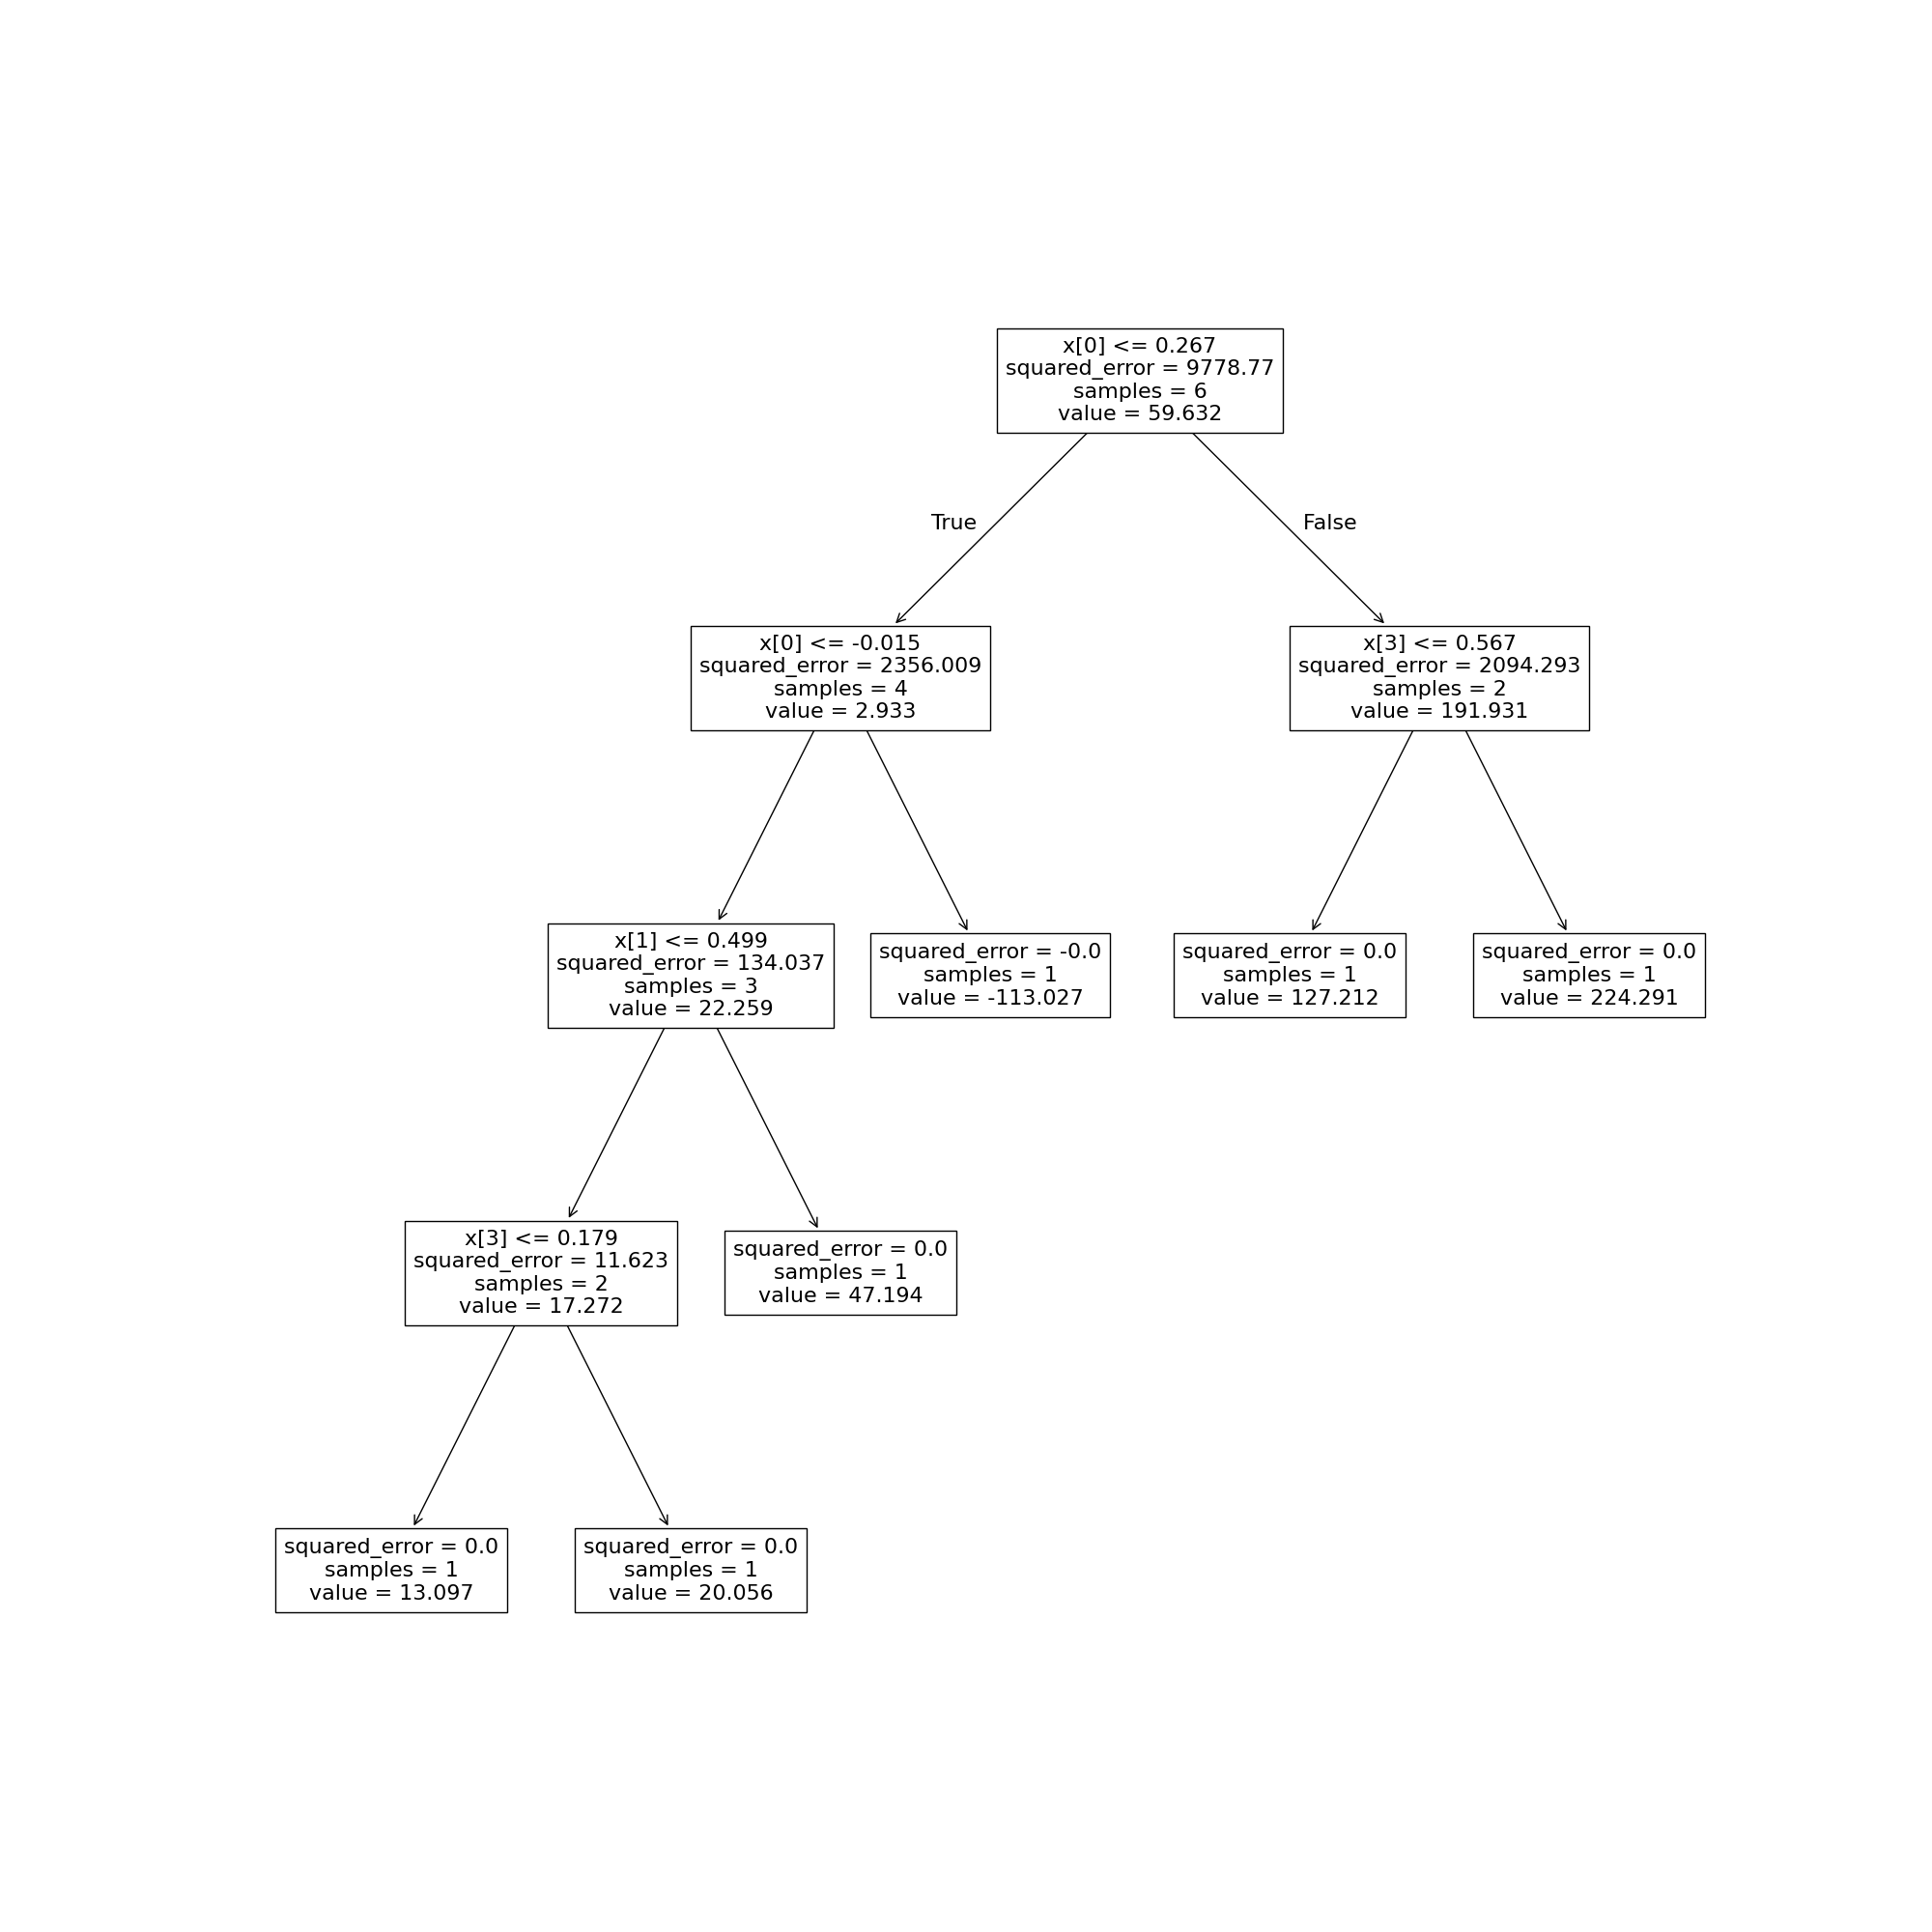 x[0] <= 0.267
squared_error = 9778.77
samples = 6
value = 59.632
True
False
x[0] <= -0.015
squared_error = 2356.009
samples = 4
value = 2.933
x[3] <= 0.567
squared_error = 2094.293
samples = 2
value = 191.931
x[1] <= 0.499
squared_error = 134.037
samples = 3
value = 22.259
squared_error = -0.0
samples = 1
value = -113.027
squared_error = 0.0
samples = 1
value = 127.212
squared_error = 0.0
samples = 1
value = 224.291
x[3] <= 0.179
squared_error = 11.623
samples = 2
value = 17.272
squared_error = 0.0
samples = 1
value = 47.194
squared_error = 0.0
samples = 1
value = 13.097
squared_error = 0.0
samples = 1
value = 20.056